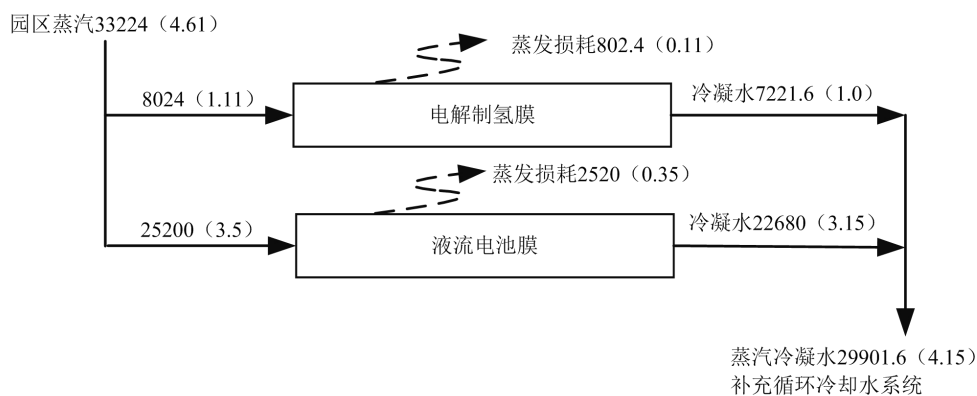 园区蒸汽33224（4.61）
蒸发损耗802.4（0.11）
8024（1.11）
电解制氢膜
冷凝水7221.6（1.0）
蒸发损耗2520（0.35）
25200（3.5）
液流电池膜
冷凝水22680（3.15）
蒸汽冷凝水29901.6（4.15）
补充循环冷却水系统